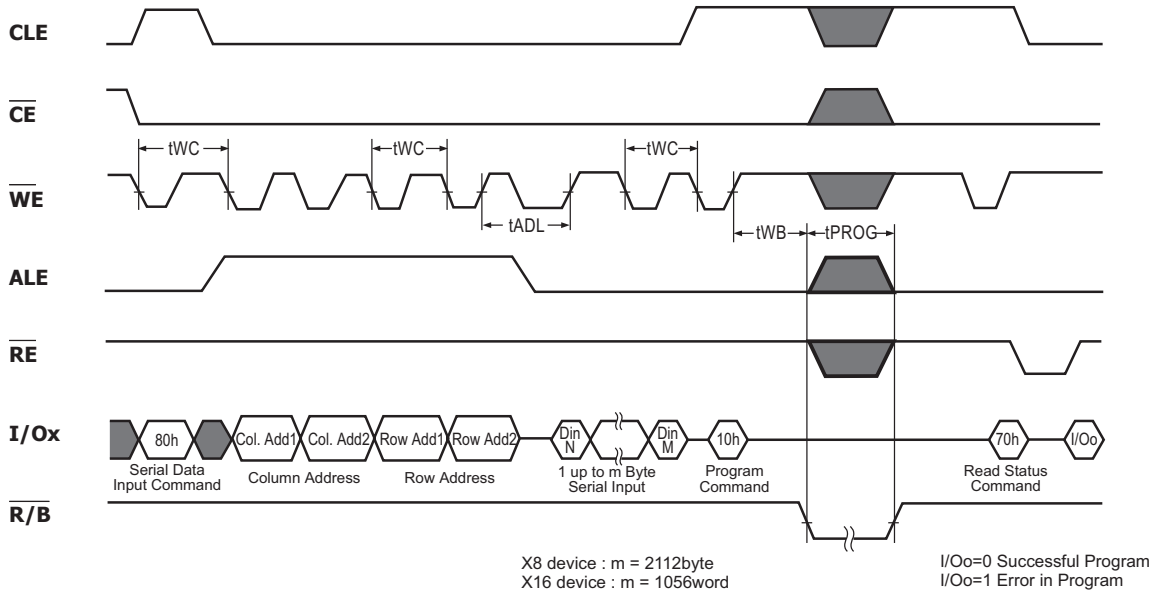 CLE
CE
tWC
tWC
tWC
WE
tADL
tWB
tPROG
ALE
RE
I/Ox
80h
Col. Add1
Col. Add2
Row Add1
Row Add2
Din
N
Din
M
10h
70h
I/Oo
Serial Data
Input Command
Column Address
Row Address
1 up to m Byte
Serial Input
Program
Command
Read Status
Command
R/B
X8 device : m = 2112byte
X16 device : m = 1056word
I/Oo=0 Successful Program
I/Oo=1 Error in Program